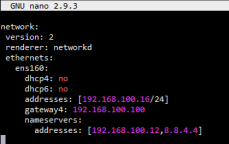 GNU nano 2.9.3
network:
 version: 2
 renderer: networkd
 ethernets:
   ens160:
     dhcp4: no
     dhcp6: no
     addresses: [192.168.100.16/24]
     gateway4: 192.168.100.100
     nameservers:
       addresses: [192.168.100.12,8.8.4.4]